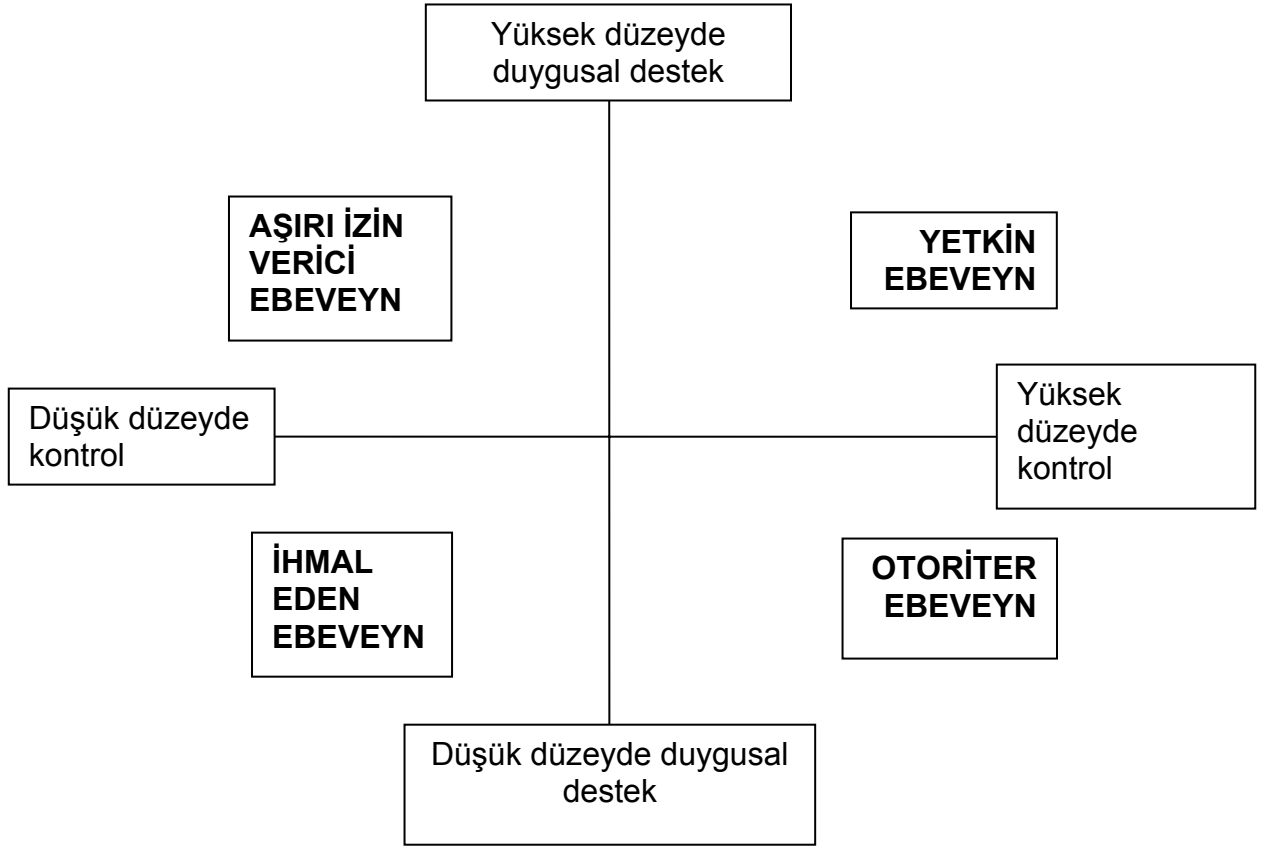 Yüksek düzeyde
duygusal destek
AŞIRI İZİN
VERİCİ
EBEVEYN
YETKİN
EBEVEYN
Düşük düzeyde
kontrol
Yüksek
düzeyde
kontrol
İHMAL
EDEN
EBEVEYN
OTORİTER
EBEVEYN
Düşük düzeyde duygusal
destek